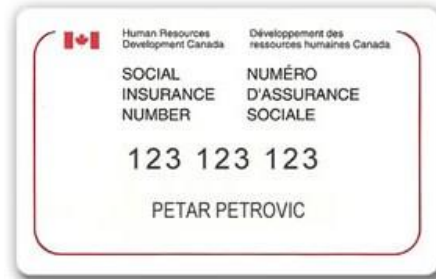 Human Resources Development Canada
Développement des ressources humaines Canada
SOCIAL INSURANCE NUMBER
NUMÉRO D'ASSURANCE SOCIALE
123 123 123
PETAR PETROVIC